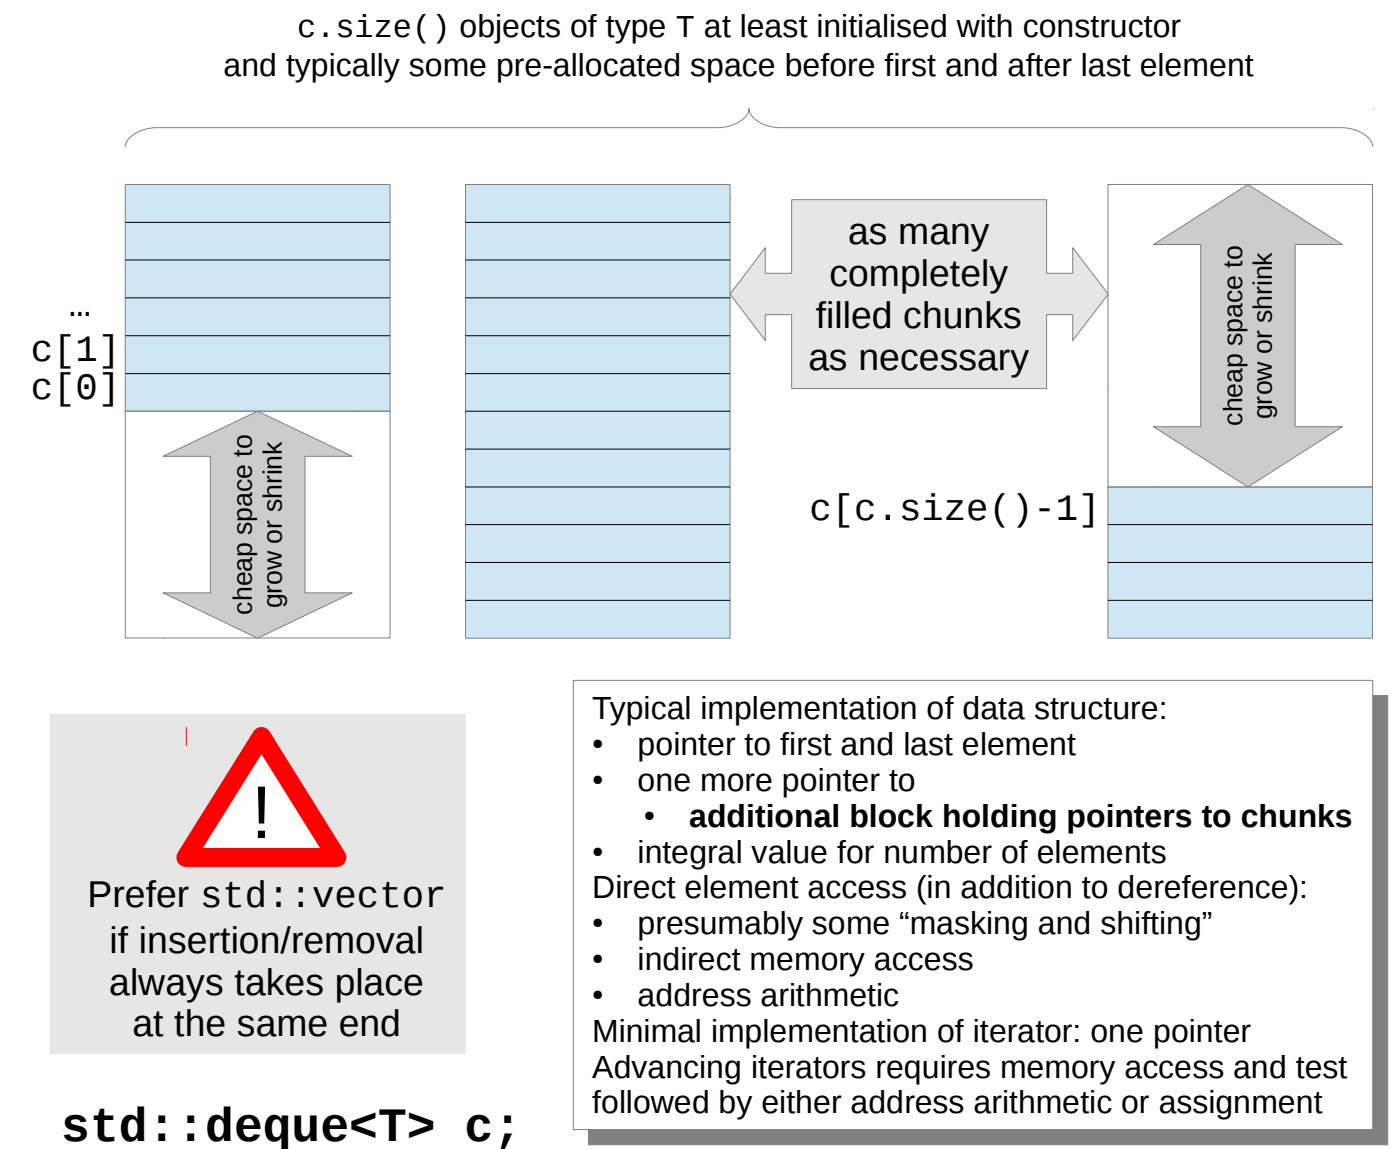 c.size() objects of type T at least initialised with constructor
and typically some pre-allocated space before first and after last element
…
c[1]
c[0]
cheap space to
grow or shrink
as many
completely
filled chunks
as necessary
cheap space to
grow or shrink
c[c.size()-1]
!
Prefer std::vector
if insertion/removal
always takes place
at the same end
std::deque<T> c;
Typical implementation of data structure:
• pointer to first and last element
• one more pointer to
• additional block holding pointers to chunks
• integral value for number of elements
Direct element access (in addition to dereference):
• presumably some “masking and shifting”
• indirect memory access
• address arithmetic
Minimal implementation of iterator: one pointer
Advancing iterators requires memory access and test
followed by either address arithmetic or assignment